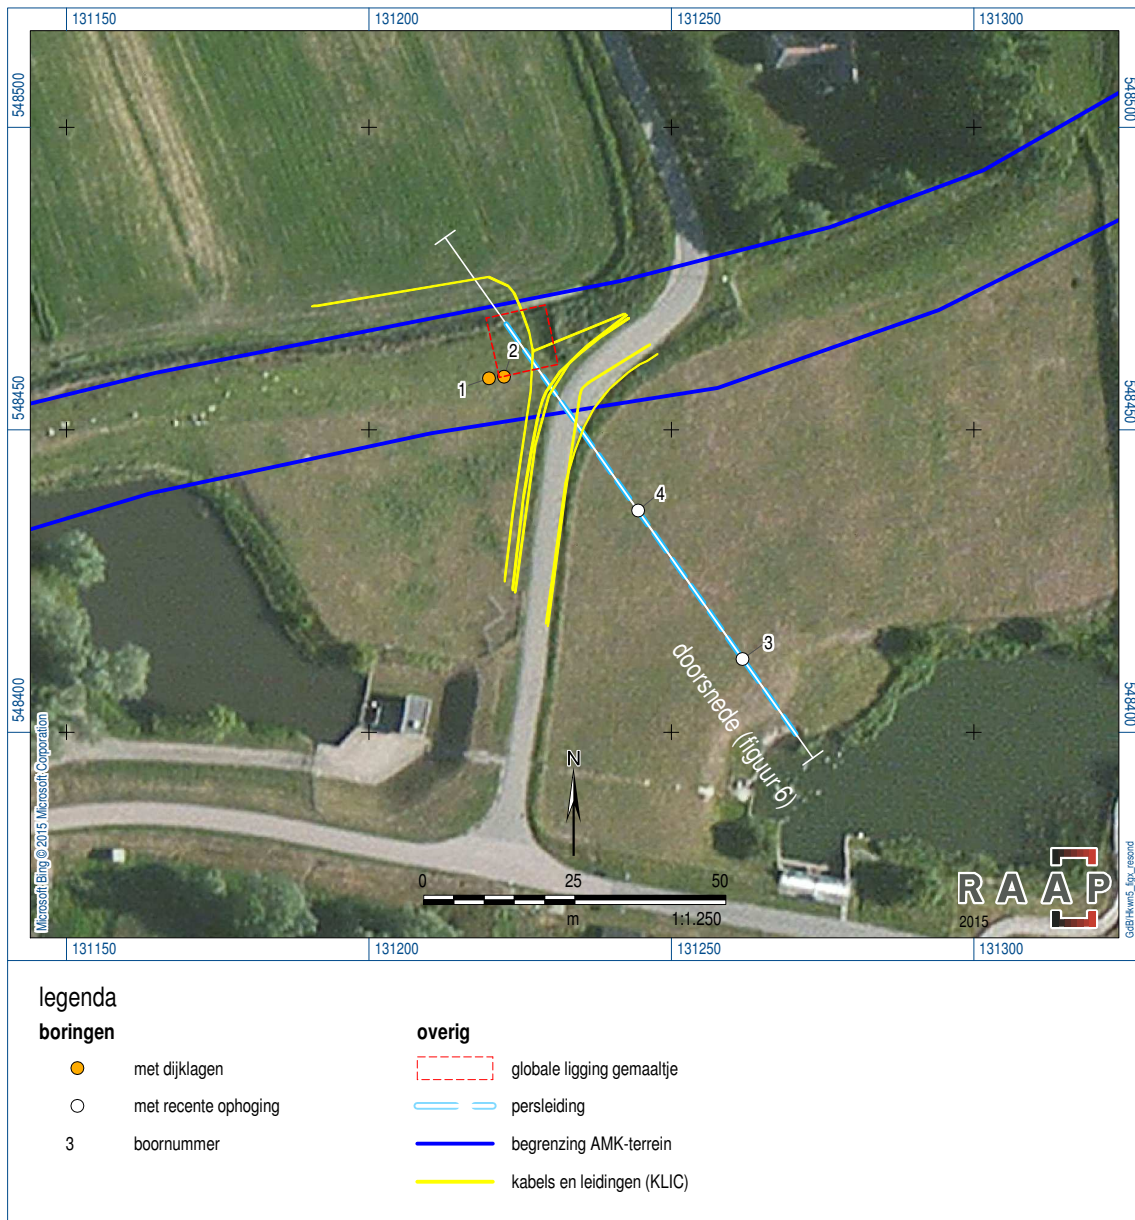 131150
131200
131250
131300
548500
548500
2
1
548450
548450
4
3
doorsnede (figuur 6)
548400
548400
N
0
25
50
m
1:1.250
Microsoft Bing © 2015 Microsoft Corporation
RAAP
2015
131150
131200
131250
131300
legenda
boringen
overig
met dijklagen
globale ligging gemaaltje
met recente ophoging
persleiding
3
boornummer
begrenzing AMK-terrein
kabels en leidingen (KLIC)